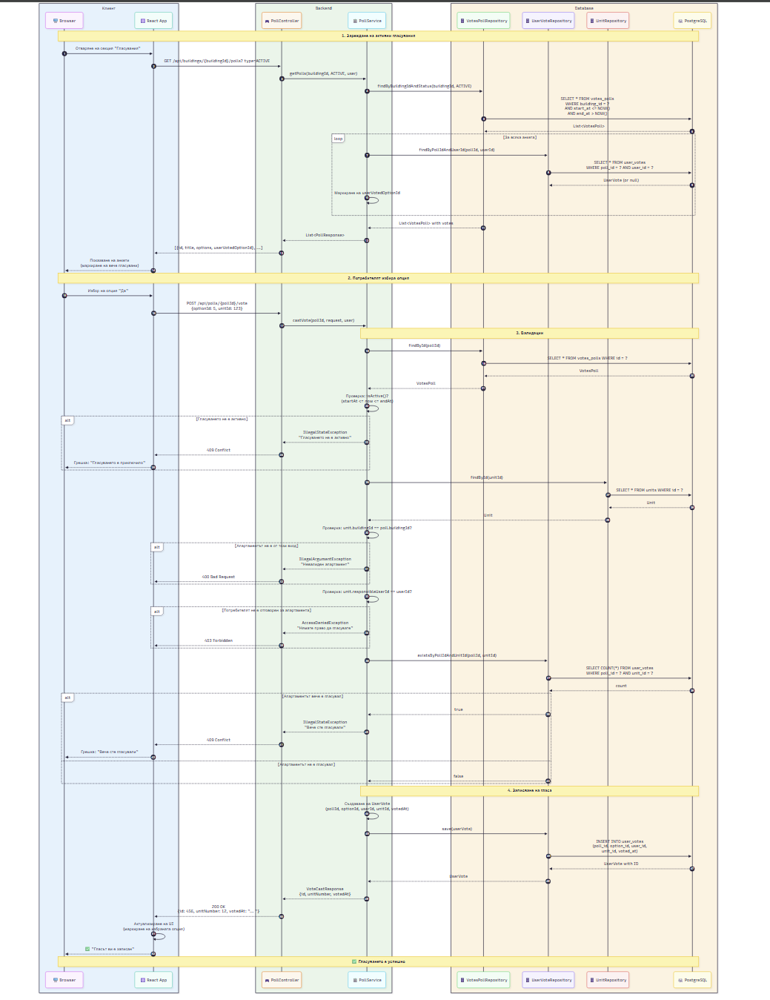 Клиент
Backend
Database
Browser
React App
PollController
PollService
VotesPollRepository
UserVoteRepository
UnitRepository
PostgreSQL
1. Зареждане на активни гласувания
Отваряне на секция "Гласувания"
GET /api/buildings/{buildingId}/polls? type=ACTIVE
getPolls(buildingId, ACTIVE, user)
findByBuildingIdAndStatus(buildingId, ACTIVE)
SELECT * FROM votes_polls
WHERE building_id = ?
AND start_at <= NOW()
AND end_at > NOW()
List<VotesPoll>
loop
[За всяка анкета]
findByPollIdAndUserId(pollId, userId)
SELECT * FROM user_votes
WHERE poll_id = ? AND user_id = ?
UserVote (or null)
Маркиране на userVotedOptionId
List<VotesPoll> with votes
List<PollResponse>
[{id, title, options, userVotedOptionId}, ...]
Показване на анкети
(маркиране на вече гласувани)
2. Потребителят избира опция
Избор на опция "Да"
POST /api/polls/{pollId}/vote
{optionId: 5, unitId: 123}
castVote(pollId, request, user)
3. Валидации
findById(pollId)
SELECT * FROM votes_polls WHERE id = ?
VotesPoll
VotesPoll
Проверка: isActive()?
(startAt <= now <= endAt)
alt
[Гласуването не е активно]
IllegalStateException
"Гласуването не е активно"
409 Conflict
Грешка: "Гласуването е приключило"
findById(unitId)
SELECT * FROM units WHERE id = ?
Unit
Unit
Проверка: unit.buildingId == poll.buildingId?
alt
[Апартаментът не е от този вход]
IllegalArgumentException
"Невалиден апартамент"
400 Bad Request
Проверка: unit.responsibleUserId == userId?
alt
[Потребителят не е отговорен за апартамента]
AccessDeniedException
"Нямате право да гласувате"
403 Forbidden
existsByPollIdAndUnitId(pollId, unitId)
SELECT COUNT(*) FROM user_votes
WHERE poll_id = ? AND unit_id = ?
count
alt
[Апартаментът вече е гласувал]
true
IllegalStateException
"Вече сте гласували"
409 Conflict
Грешка: "Вече сте гласували"
[Апартаментът не е гласувал]
false
4. Записване на гласа
Създаване на UserVote
(pollId, optionId, userId, unitId, votedAt)
save(userVote)
INSERT INTO user_votes
(poll_id, option_id, user_id,
unit_id, voted_at)
UserVote with ID
UserVote
VoteCastResponse
{id, unitNumber, votedAt}
200 OK
{id: 456, unitNumber: 12, votedAt: "..."}
Актуализиране на UI
(маркиране на избраната опция)
✅ "Гласът ви е записан"
✅ Гласуването е успешно
Browser
React App
PollController
PollService
VotesPollRepository
UserVoteRepository
UnitRepository
PostgreSQL